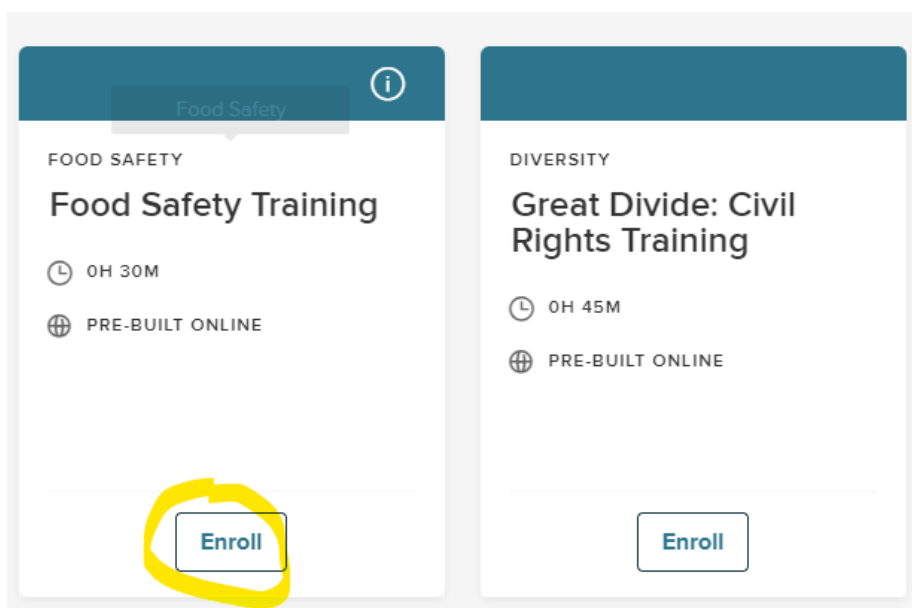 Food Safety
FOOD SAFETY
Food Safety Training
0H 30M
PRE-BUILT ONLINE
Enroll
DIVERSITY
Great Divide: Civil
Rights Training
0H 45M
PRE-BUILT ONLINE
Enroll